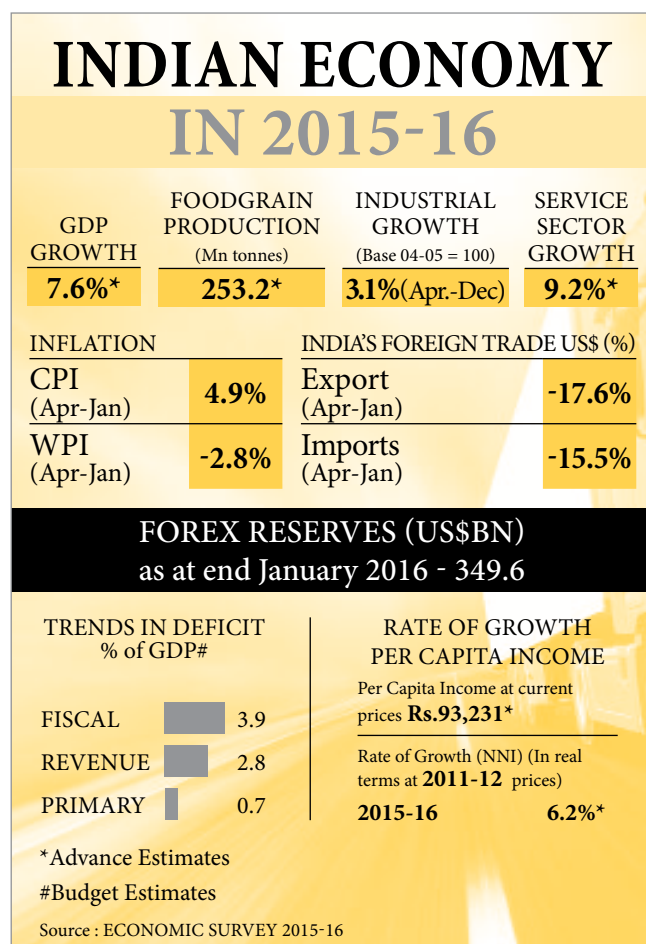 INDIAN ECONOMY
IN 2015-16
GDP
GROWTH
7.6%*
FOODGRAIN
PRODUCTION
(Mn tonnes)
253.2*
INDUSTRIAL
GROWTH
(Base 04-05 = 100)
3.1%(Apr.-Dec)
SERVICE
SECTOR
GROWTH
9.2%*
INFLATION
CPI
(Apr-Jan)
4.9%
WPI
(Apr-Jan)
-2.8%
INDIA'S FOREIGN TRADE US$ (%)
Export
(Apr-Jan)
-17.6%
Imports
(Apr-Jan)
-15.5%
FOREX RESERVES (US$BN)
as at end January 2016 - 349.6
TRENDS IN DEFICIT
% of GDP#
FISCAL 3.9
REVENUE 2.8
PRIMARY 0.7
RATE OF GROWTH
PER CAPITA INCOME
Per Capita Income at current
prices Rs.93,231*
Rate of Growth (NNI) (In real
terms at 2011-12 prices)
2015-16 6.2%*
*Advance Estimates
#Budget Estimates
Source : ECONOMIC SURVEY 2015-16